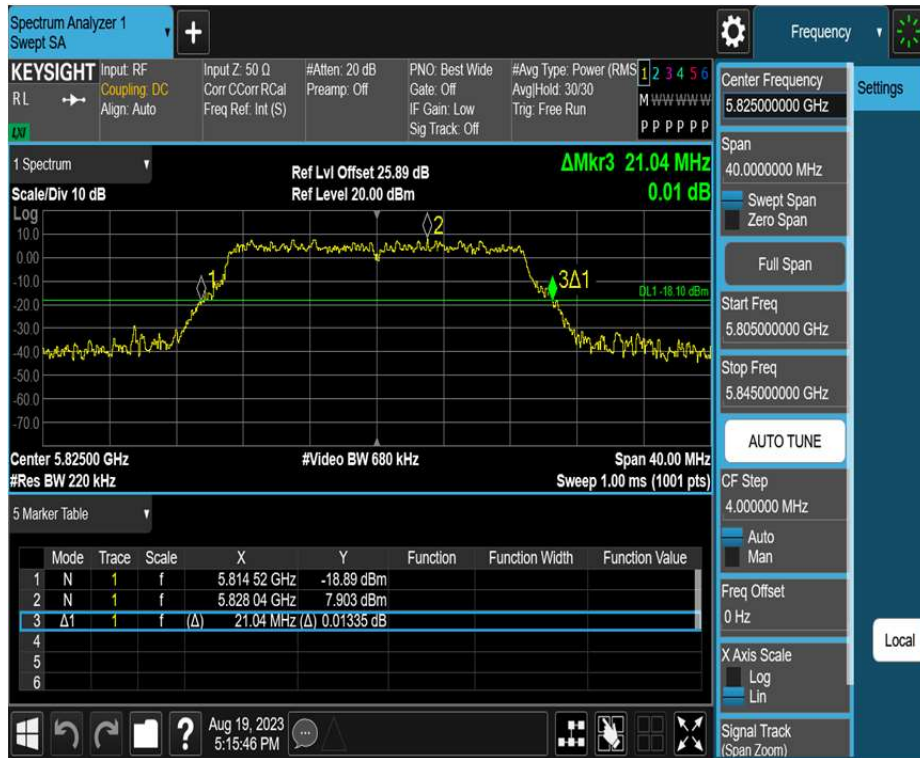 Spectrum Analyzer 1
Swept SA
Frequency
KEYSIGHT
RL
LXI
Input: RF
Coupling: DC
Align: Auto
Input Z: 50 Ω
Corr CCorr RCal
Freq Ref: Int (S)
#Atten: 20 dB
Preamp: Off
PNO: Best Wide
Gate: Off
IF Gain: Low
Sig Track: Off
#Avg Type: Power (RMS
Avg|Hold: 30/30
Trig: Free Run
1 2 3 4 5 6
M W W W W W
P P P P P P
1 Spectrum
Scale/Div 10 dB
Ref Lvl Offset 25.89 dB
Ref Level 20.00 dBm
ΔMkr3 21.04 MHz
0.01 dB
Log
10.0
0.00
-10.0
-20.0
-30.0
-40.0
-50.0
-60.0
-70.0
1
2
3Δ1
DL1 -18.10 dBm
Center 5.82500 GHz
#Res BW 220 kHz
#Video BW 680 kHz
Span 40.00 MHz
Sweep 1.00 ms (1001 pts)
5 Marker Table
Mode Trace Scale X Y Function Function Width Function Value
1 N 1 f 5.814 52 GHz -18.89 dBm
2 N 1 f 5.828 04 GHz 7.903 dBm
3 Δ1 1 f (Δ) 21.04 MHz (Δ) 0.01335 dB
4
5
6
?
Aug 19, 2023
5:15:46 PM
Center Frequency
5.825000000 GHz
Span
40.0000000 MHz
Swept Span
Zero Span
Full Span
Start Freq
5.805000000 GHz
Stop Freq
5.845000000 GHz
AUTO TUNE
CF Step
4.000000 MHz
Auto
Man
Freq Offset
0 Hz
X Axis Scale
Log
Lin
Signal Track
(Span Zoom)
Settings
Local